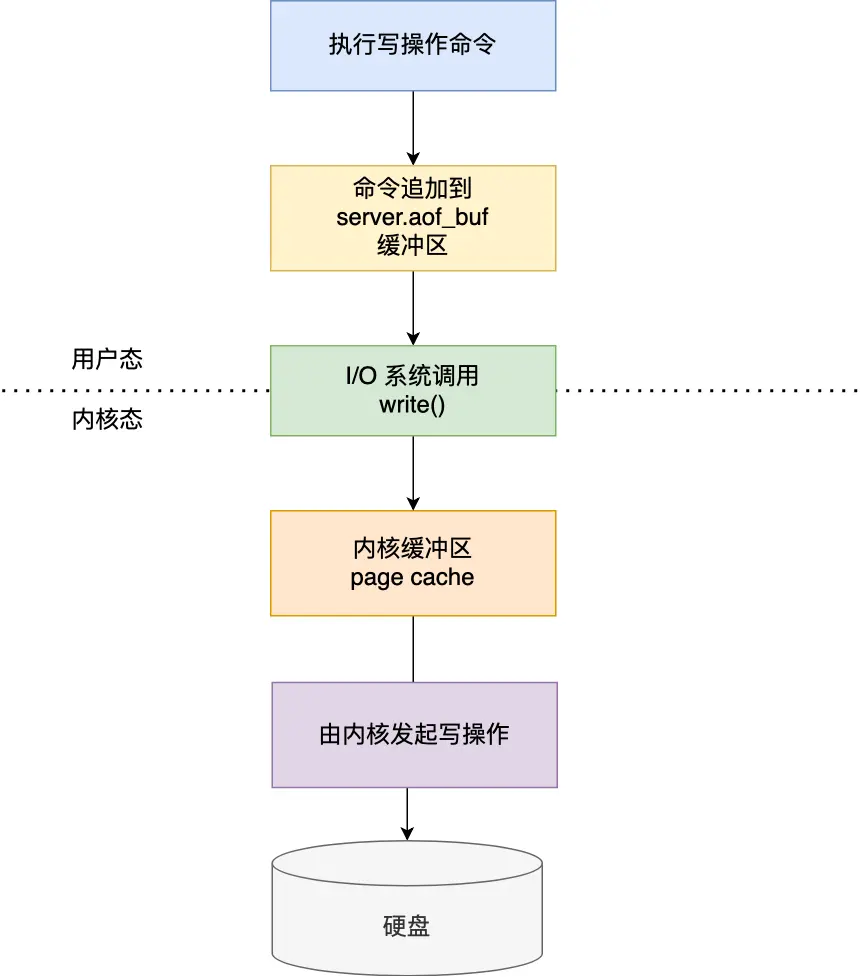 执行写操作命令
命令追加到
server.aof_buf
缓冲区
用户态
I/O 系统调用
write()
内核态
内核缓冲区
page cache
由内核发起写操作
硬盘